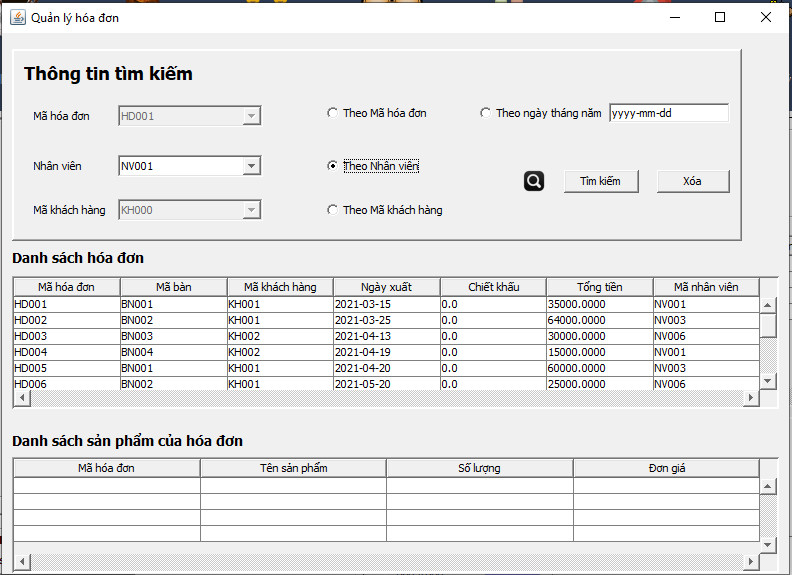 Quản lý hóa đơn
Thông tin tìm kiếm
Mã hóa đơn HD001 Theo Mã hóa đơn Theo ngày tháng năm yyyy-mm-dd
Nhân viên NV001 Theo Nhân viên
Tìm kiếm Xóa
Mã khách hàng KH000 Theo Mã khách hàng
Danh sách hóa đơn
Mã hóa đơn Mã bàn Mã khách hàng Ngày xuất Chiết khấu Tổng tiền Mã nhân viên
HD001 BN001 KH001 2021-03-15 0.0 35000.0000 NV001
HD002 BN002 KH001 2021-03-25 0.0 64000.0000 NV003
HD003 BN003 KH002 2021-04-13 0.0 30000.0000 NV006
HD004 BN004 KH002 2021-04-19 0.0 15000.0000 NV001
HD005 BN001 KH001 2021-04-20 0.0 60000.0000 NV003
HD006 BN002 KH001 2021-05-20 0.0 25000.0000 NV006
Danh sách sản phẩm của hóa đơn
Mã hóa đơn Tên sản phẩm Số lượng Đơn giá